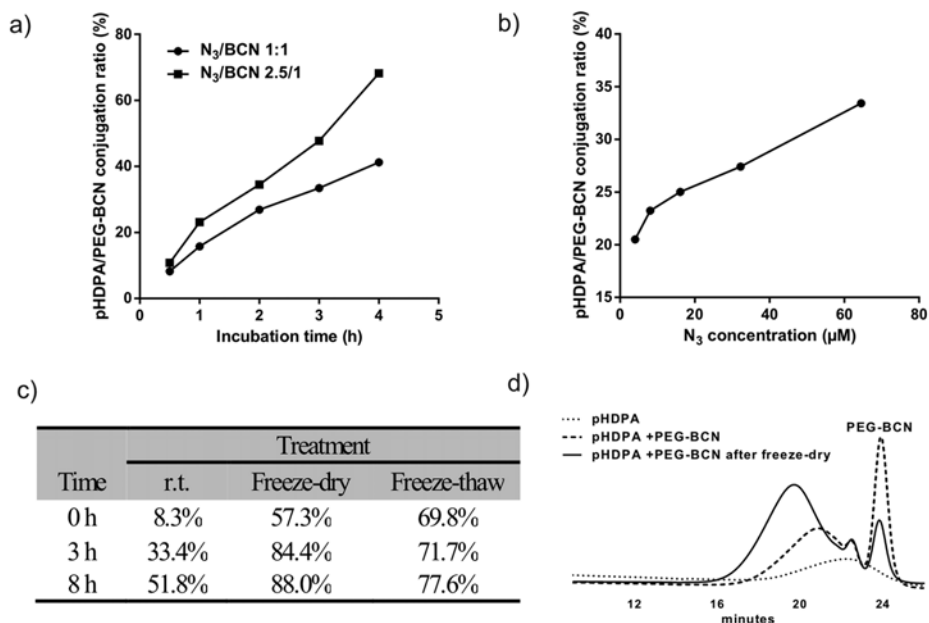 a)
pHDPA/PEG-BCN conjugation ratio (%)
80
60
40
20
0
N₃/BCN 1:1
N₃/BCN 2.5/1
0 1 2 3 4 5
Incubation time (h)
b)
pHDPA/PEG-BCN conjugation ratio (%)
40
35
30
25
20
15
0 20 40 60 80
N₃ concentration (μM)
c)
Treatment
Time r.t. Freeze-dry Freeze-thaw
0 h 8.3% 57.3% 69.8%
3 h 33.4% 84.4% 71.7%
8 h 51.8% 88.0% 77.6%
d)
pHDPA
pHDPA +PEG-BCN
pHDPA +PEG-BCN after freeze-dry
PEG-BCN
12 16 20 24
minutes